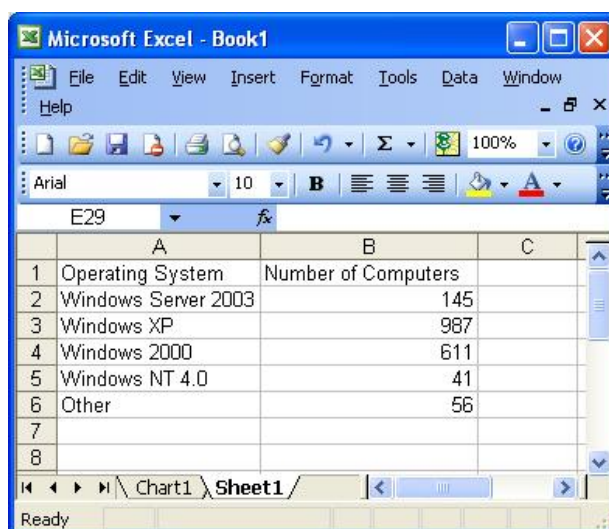 Microsoft Excel - Book1
File Edit View Insert Format Tools Data Window
Help
100%
Arial 10 B A
E29 fx
A B C
1 Operating System Number of Computers
2 Windows Server 2003 145
3 Windows XP 987
4 Windows 2000 611
5 Windows NT 4.0 41
6 Other 56
7
8
Chart1 Sheet1
Ready